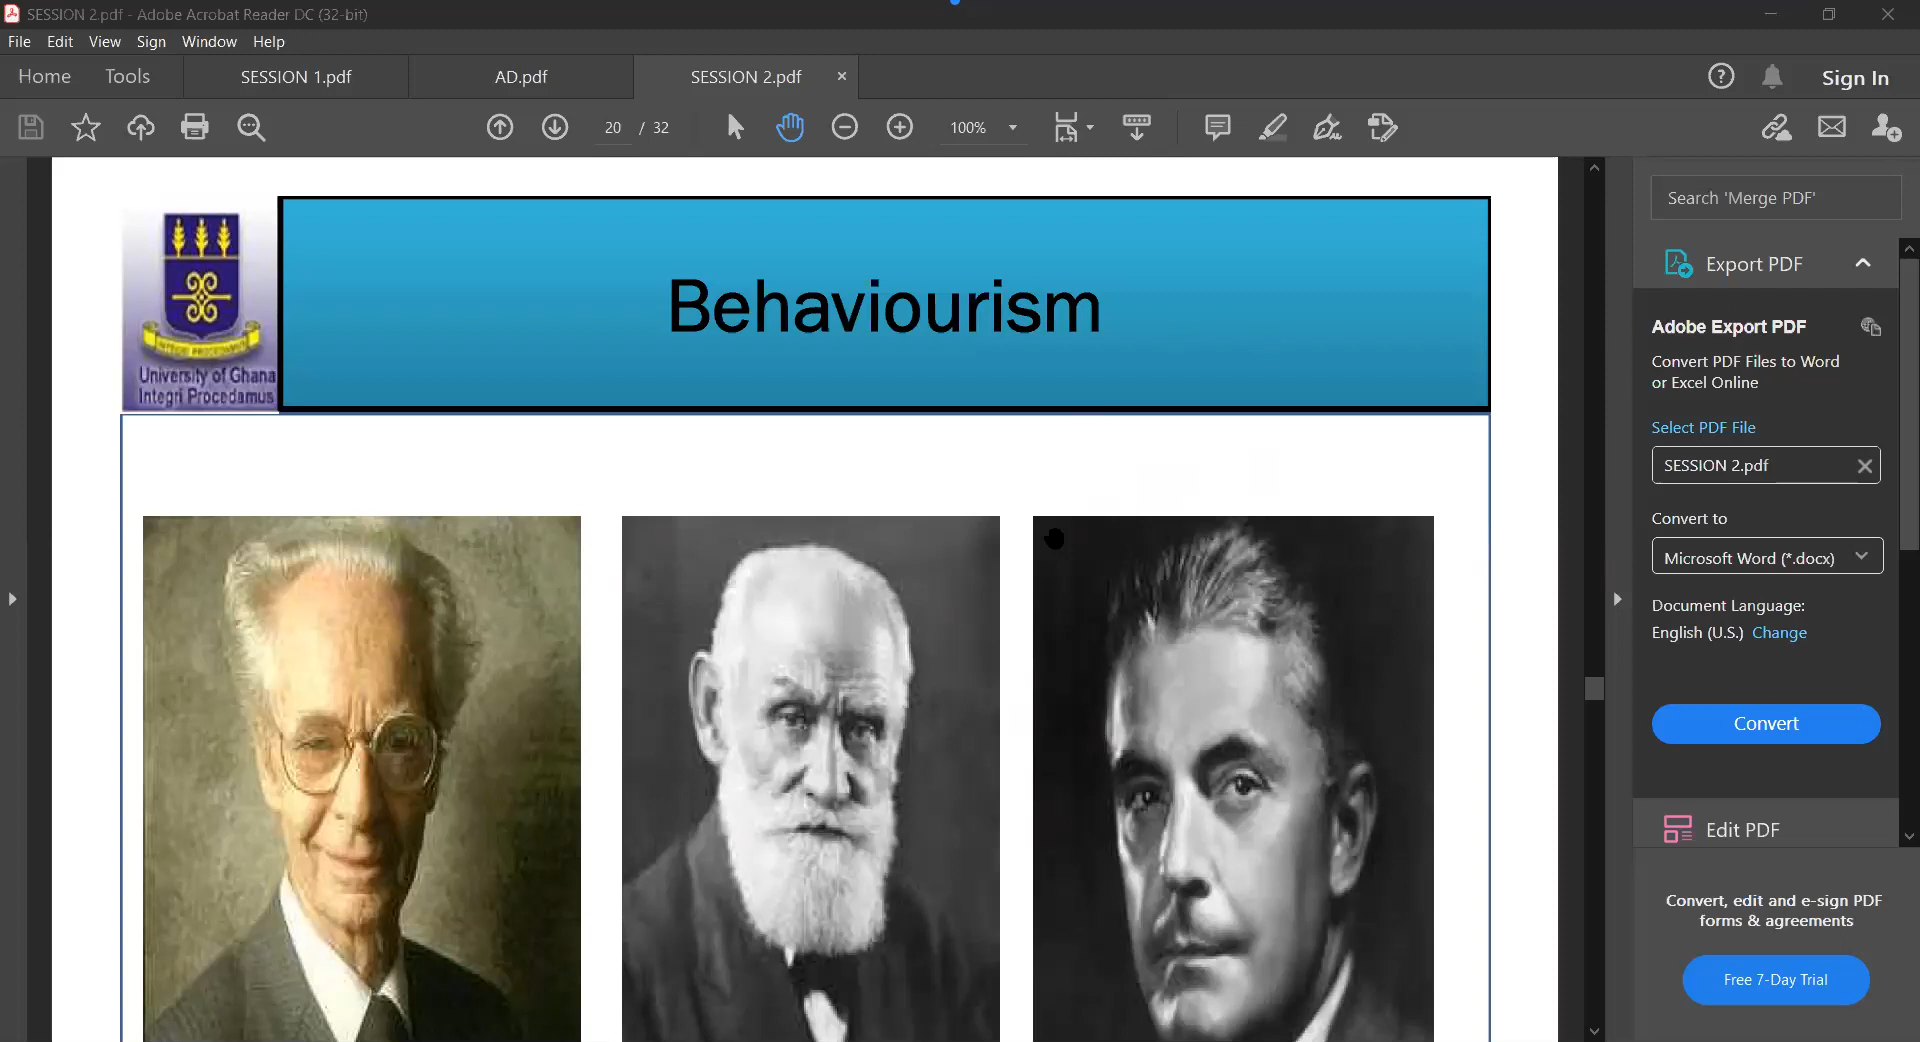 SESSION 2.pdf - Adobe Acrobat Reader DC (32-bit)
File Edit View Sign Window Help
Home Tools SESSION 1.pdf AD.pdf SESSION 2.pdf Sign In
20 / 32 100%
Behaviourism
INTEGRI PROCEDAMUS
University of Ghana
Integri Procedamus
Search 'Merge PDF'
Export PDF
Adobe Export PDF
Convert PDF Files to Word
or Excel Online
Select PDF File
SESSION 2.pdf
Convert to
Microsoft Word (*.docx)
Document Language:
English (U.S.) Change
Convert
Edit PDF
Convert, edit and e-sign PDF
forms & agreements
Free 7-Day Trial